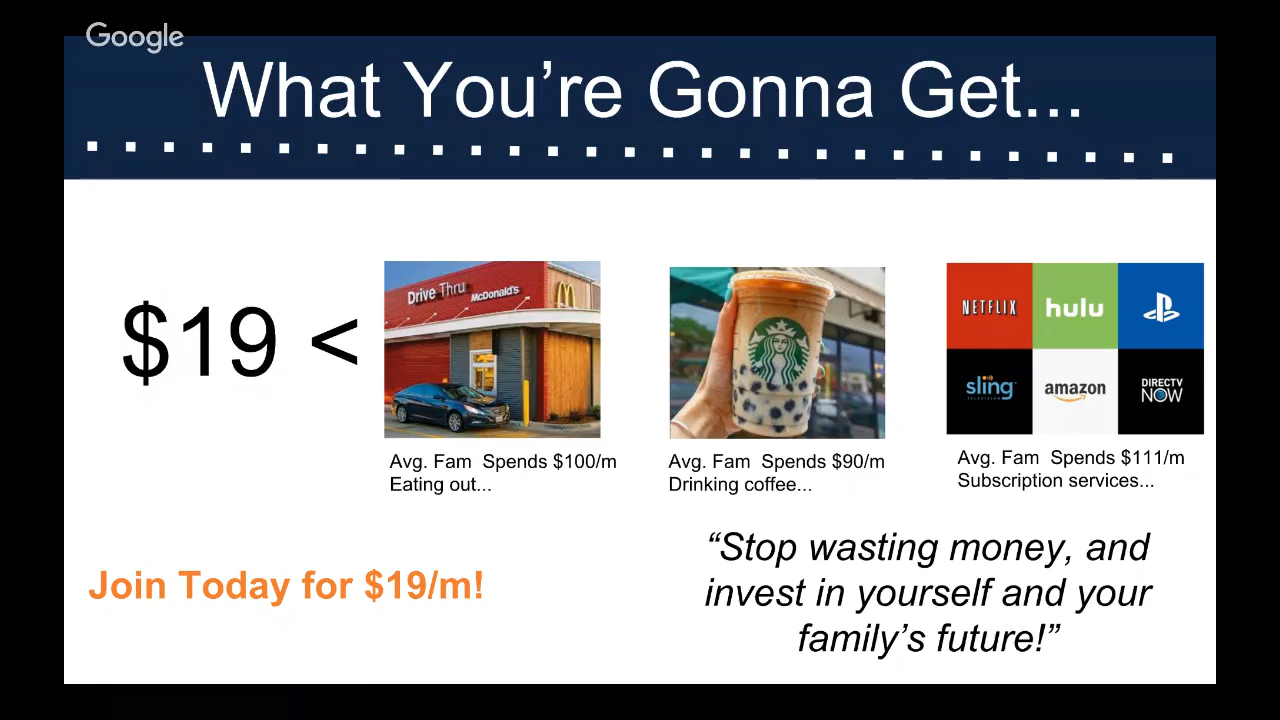 Google
What You’re Gonna Get...
$19 <
Drive Thru
McDonald's
NETFLIX
hulu
sling
TELEVISION
amazon
DIRECTV
NOW
Avg. Fam  Spends $100/m
Eating out...
Avg. Fam  Spends $90/m
Drinking coffee...
Avg. Fam  Spends $111/m
Subscription services...
Join Today for $19/m!
“Stop wasting money, and
invest in yourself and your
family’s future!”